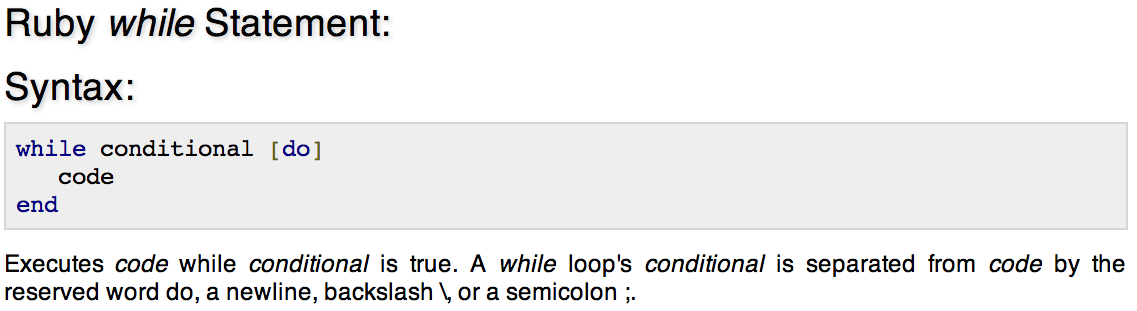 Ruby while Statement:
Syntax:
while conditional [do]
   code
end
Executes code while conditional is true. A while loop's conditional is separated from code by the
reserved word do, a newline, backslash \, or a semicolon ;.